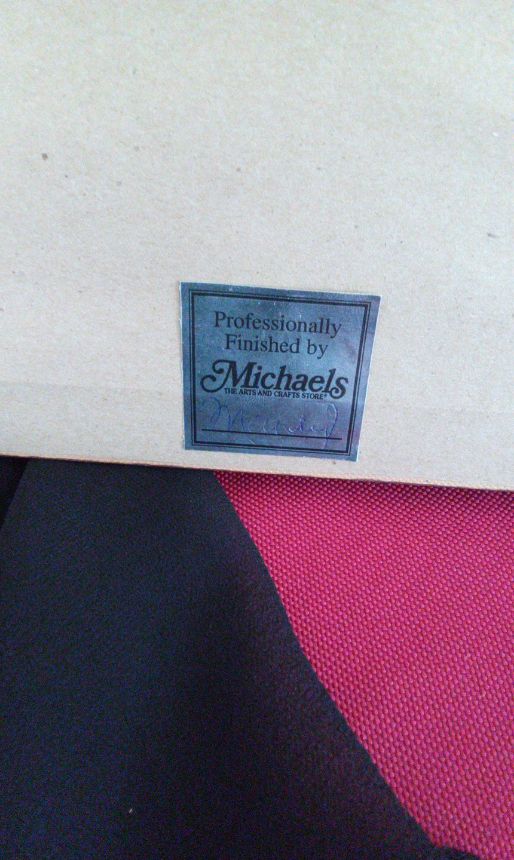 Professionally
Finished by
Michaels
THE ARTS AND CRAFTS STORE®